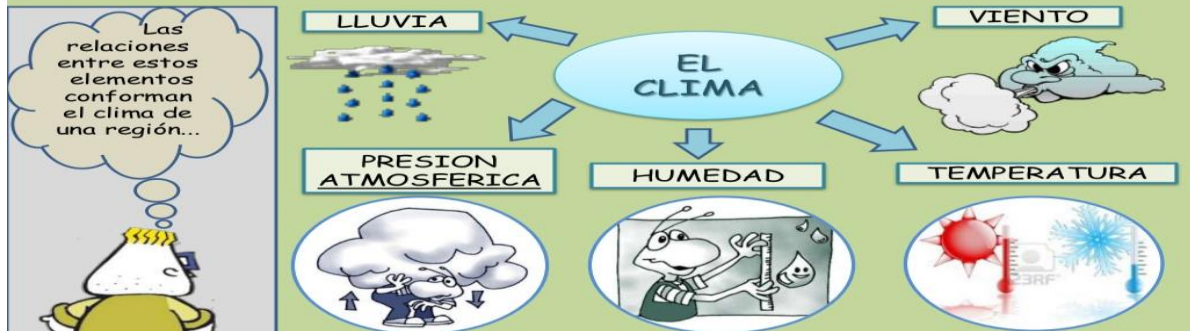 Las
relaciones
entre estos
elementos
conforman
el clima de
una región...
LLUVIA
EL
CLIMA
VIENTO
PRESION
ATMOSFERICA
HUMEDAD
TEMPERATURA
123RF